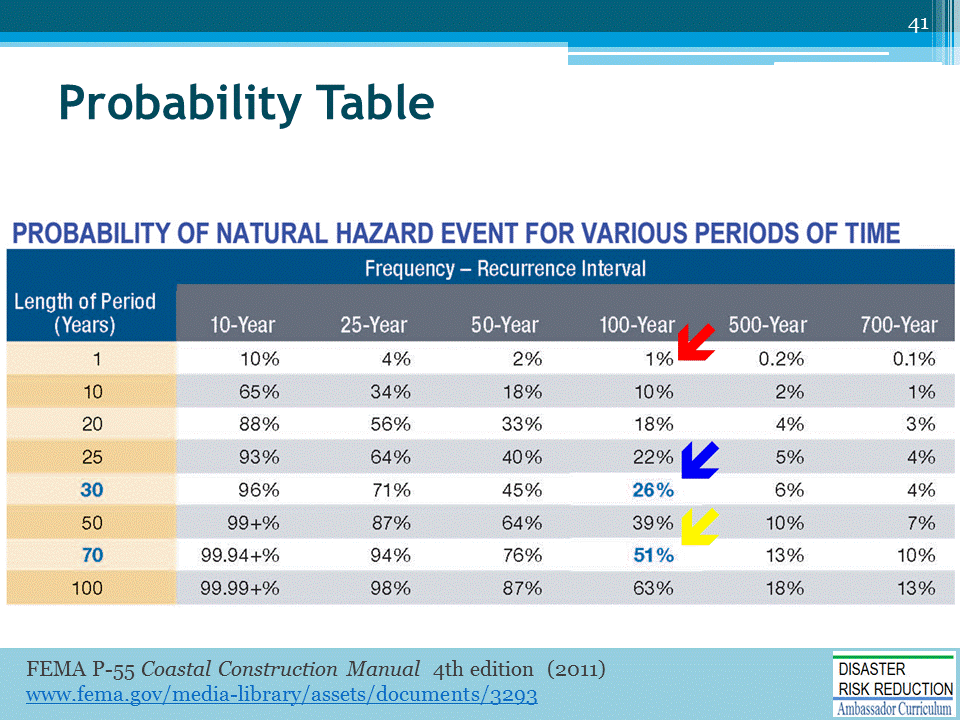 41
Probability Table
PROBABILITY OF NATURAL HAZARD EVENT FOR VARIOUS PERIODS OF TIME
Frequency – Recurrence Interval
Length of Period
(Years) 10-Year 25-Year 50-Year 100-Year 500-Year 700-Year
1 10% 4% 2% 1% 0.2% 0.1%
10 65% 34% 18% 10% 2% 1%
20 88% 56% 33% 18% 4% 3%
25 93% 64% 40% 22% 5% 4%
30 96% 71% 45% 26% 6% 4%
50 99+% 87% 64% 39% 10% 7%
70 99.94+% 94% 76% 51% 13% 10%
100 99.99+% 98% 87% 63% 18% 13%
FEMA P-55 Coastal Construction Manual 4th edition (2011)
www.fema.gov/media-library/assets/documents/3293
DISASTER
RISK REDUCTION
Ambassador Curriculum